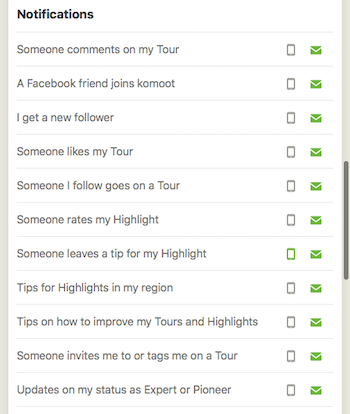 Notifications
Someone comments on my Tour
A Facebook friend joins komoot
I get a new follower
Someone likes my Tour
Someone I follow goes on a Tour
Someone rates my Highlight
Someone leaves a tip for my Highlight
Tips for Highlights in my region
Tips on how to improve my Tours and Highlights
Someone invites me to or tags me on a Tour
Updates on my status as Expert or Pioneer